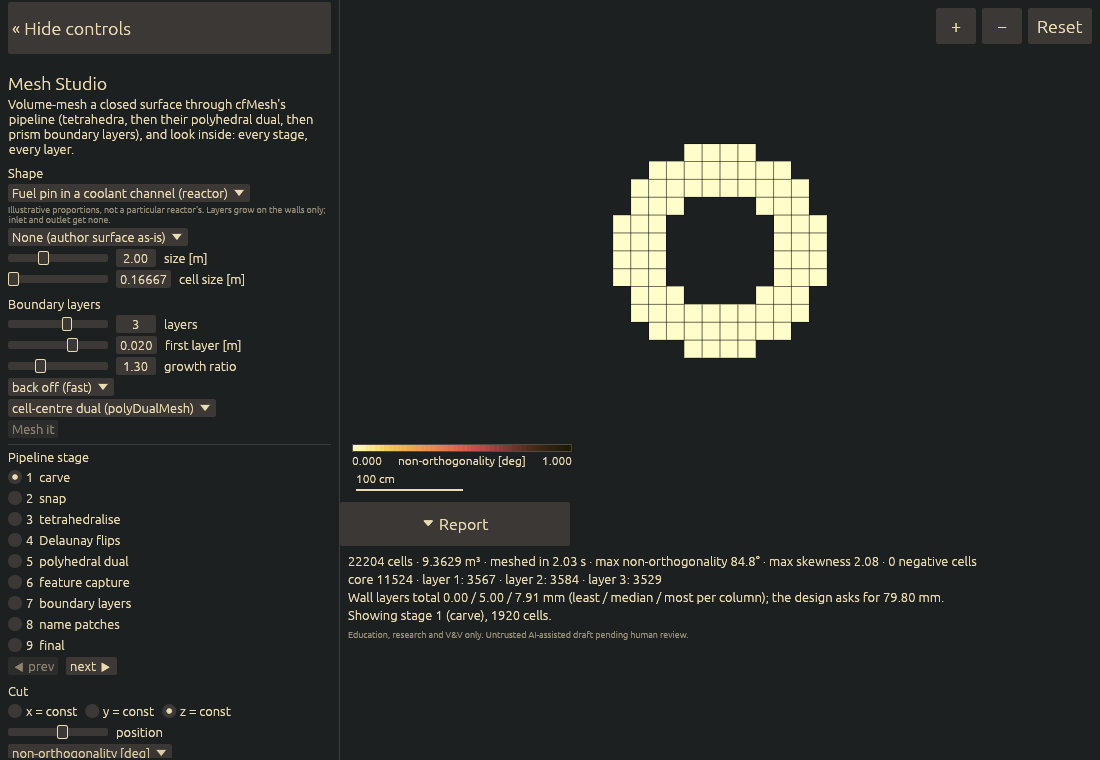 « Hide controls
+
−
Reset
Mesh Studio
Volume-mesh a closed surface through cfMesh's
pipeline (tetrahedra, then their polyhedral dual, then
prism boundary layers), and look inside: every stage,
every layer.
Shape
Fuel pin in a coolant channel (reactor)
Illustrative proportions, not a particular reactor's. Layers grow on the walls only;
inlet and outlet get none.
None (author surface as-is)
2.00 size [m]
0.16667 cell size [m]
Boundary layers
3 layers
0.020 first layer [m]
1.30 growth ratio
back off (fast)
cell-centre dual (polyDualMesh)
Mesh it
Pipeline stage
1 carve
2 snap
3 tetrahedralise
4 Delaunay flips
5 polyhedral dual
6 feature capture
7 boundary layers
8 name patches
9 final
◀ prev next ▶
Cut
x = const y = const z = const
position
non-orthogonality [deg]
0.000 non-orthogonality [deg] 1.000
100 cm
Report
22204 cells · 9.3629 m³ · meshed in 2.03 s · max non-orthogonality 84.8° · max skewness 2.08 · 0 negative cells
core 11524 · layer 1: 3567 · layer 2: 3584 · layer 3: 3529
Wall layers total 0.00 / 5.00 / 7.91 mm (least / median / most per column); the design asks for 79.80 mm.
Showing stage 1 (carve), 1920 cells.
Education, research and V&V only. Untrusted AI-assisted draft pending human review.